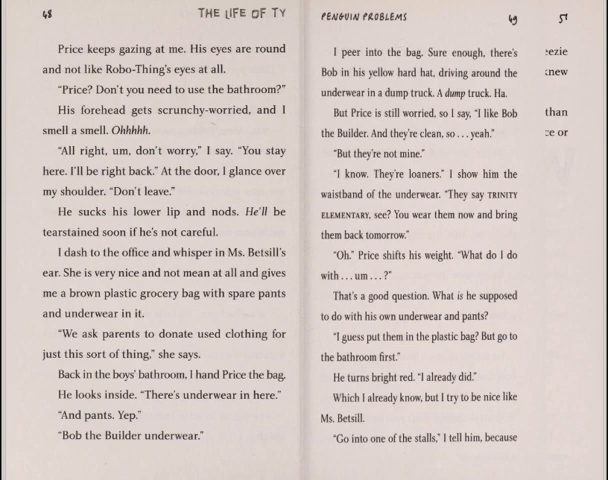 48
THE LIFE OF TY
Price keeps gazing at me. His eyes are round
and not like Robo-Thing's eyes at all.
"Price? Don't you need to use the bathroom?"
His forehead gets scrunchy-worried, and I
smell a smell. Ohhhhh.
"All right, um, don't worry," I say. "You stay
here. I'll be right back." At the door, I glance over
my shoulder. "Don't leave."
He sucks his lower lip and nods. He'll be
tearstained soon if he's not careful.
I dash to the office and whisper in Ms. Betsill's
ear. She is very nice and not mean at all and gives
me a brown plastic grocery bag with spare pants
and underwear in it.
"We ask parents to donate used clothing for
just this sort of thing," she says.
Back in the boys' bathroom, I hand Price the bag.
He looks inside. "There's underwear in here."
"And pants. Yep."
"Bob the Builder underwear."
PENGUIN PROBLEMS
49
I peer into the bag. Sure enough, there's
Bob in his yellow hard hat, driving around the
underwear in a dump truck. A dump truck. Ha.
But Price is still worried, so I say, "I like Bob
the Builder. And they're clean, so . . . yeah."
"But they're not mine."
"I know. They're loaners." I show him the
waistband of the underwear. "They say TRINITY
ELEMENTARY, see? You wear them now and bring
them back tomorrow."
"Oh." Price shifts his weight. "What do I do
with . . . um . . . ?"
That's a good question. What is he supposed
to do with his own underwear and pants?
"I guess put them in the plastic bag? But go to
the bathroom first."
He turns bright red. "I already did."
Which I already know, but I try to be nice like
Ms. Betsill.
"Go into one of the stalls," I tell him, because
51
than
or